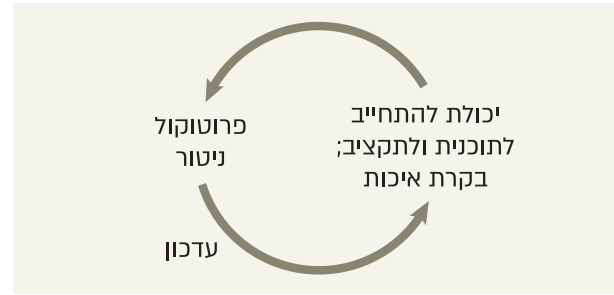 יכולת להתחייב
לתוכנית ולתקציב;
בקרת איכות
פרוטוקול
ניטור
עדכון